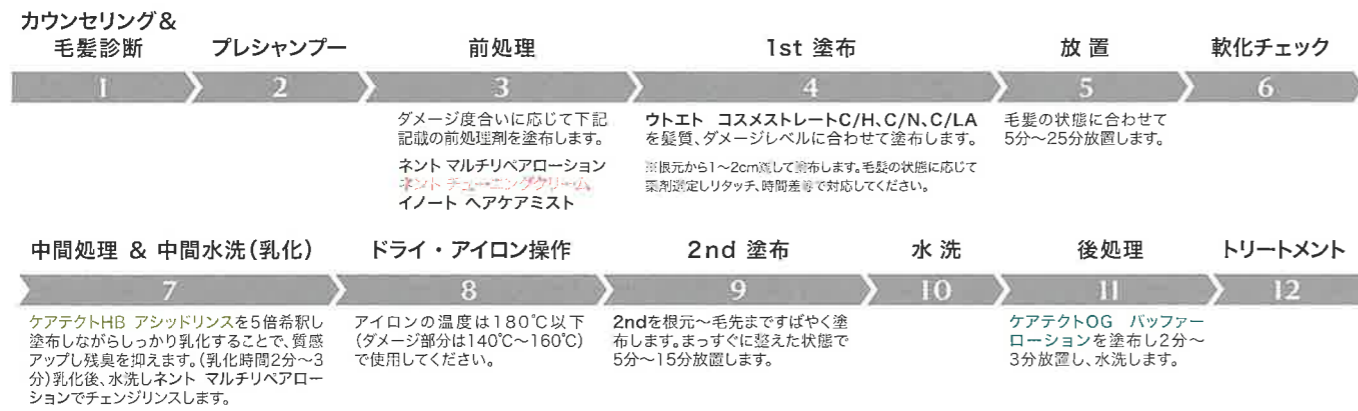 カウンセリング&
毛髪診断
プレシャンプー
前処理
1st 塗布
放置
軟化チェック
1
2
3
4
5
6
ダメージ度合いに応じて下記
記載の前処理剤を塗布します。
ネント マルチリペアローション
ネント チューニングクリーム
イノート ヘアケアミスト
ウトエト コスメストレートC/H、C/N、C/LA
を髪質、ダメージレベルに合わせて塗布します。
※根元から1〜2cm離して塗布します。毛髪の状態に応じて
薬剤選定しリタッチ、時間差等で対応してください。
毛髪の状態に合わせて
5分〜25分放置します。
中間処理 & 中間水洗(乳化)
ドライ・アイロン操作
2nd 塗布
水 洗
後処理
トリートメント
7
8
9
10
11
12
ケアテクトHB アシッドリンスを5倍希釈し
塗布しながらしっかり乳化することで、質感
アップし残臭を抑えます。(乳化時間2分〜3
分)乳化後、水洗しネント マルチリペアロー
ションでチェンジリンスします。
アイロンの温度は180℃以下
(ダメージ部分は140℃〜160℃)
で使用してください。
2ndを根元〜毛先まですばやく塗
布します。まっすぐに整えた状態で
5分〜15分放置します。
ケアテクトOG バッファー
ローションを塗布し2分〜
3分放置し、水洗します。